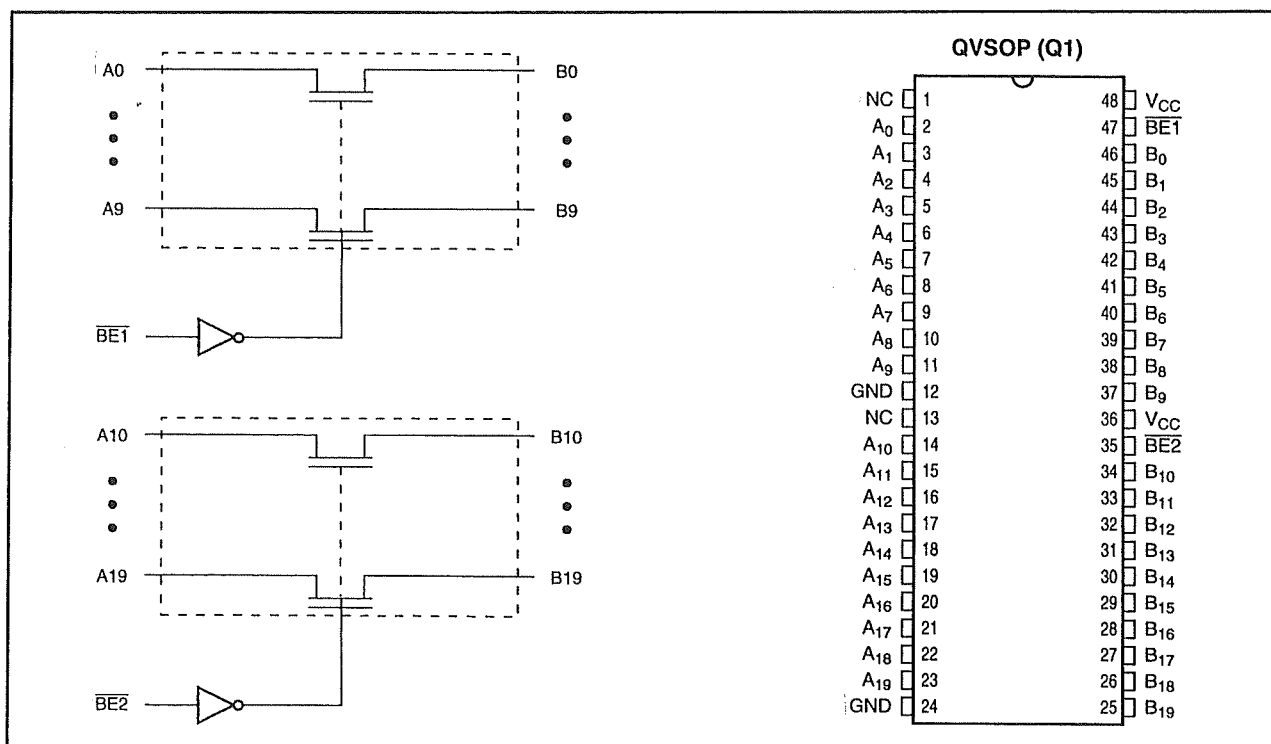 A0 B0
A9 B9
B̅E̅1̅
A10 B10
A19 B19
B̅E̅2̅
QVSOP (Q1)
NC 1 48 VCC
A0 2 47 B̅E̅1̅
A1 3 46 B0
A2 4 45 B1
A3 5 44 B2
A4 6 43 B3
A5 7 42 B4
A6 8 41 B5
A7 9 40 B6
A8 10 39 B7
A9 11 38 B8
GND 12 37 B9
NC 13 36 VCC
A10 14 35 B̅E̅2̅
A11 15 34 B10
A12 16 33 B11
A13 17 32 B12
A14 18 31 B13
A15 19 30 B14
A16 20 29 B15
A17 21 28 B16
A18 22 27 B17
A19 23 26 B18
GND 24 25 B19